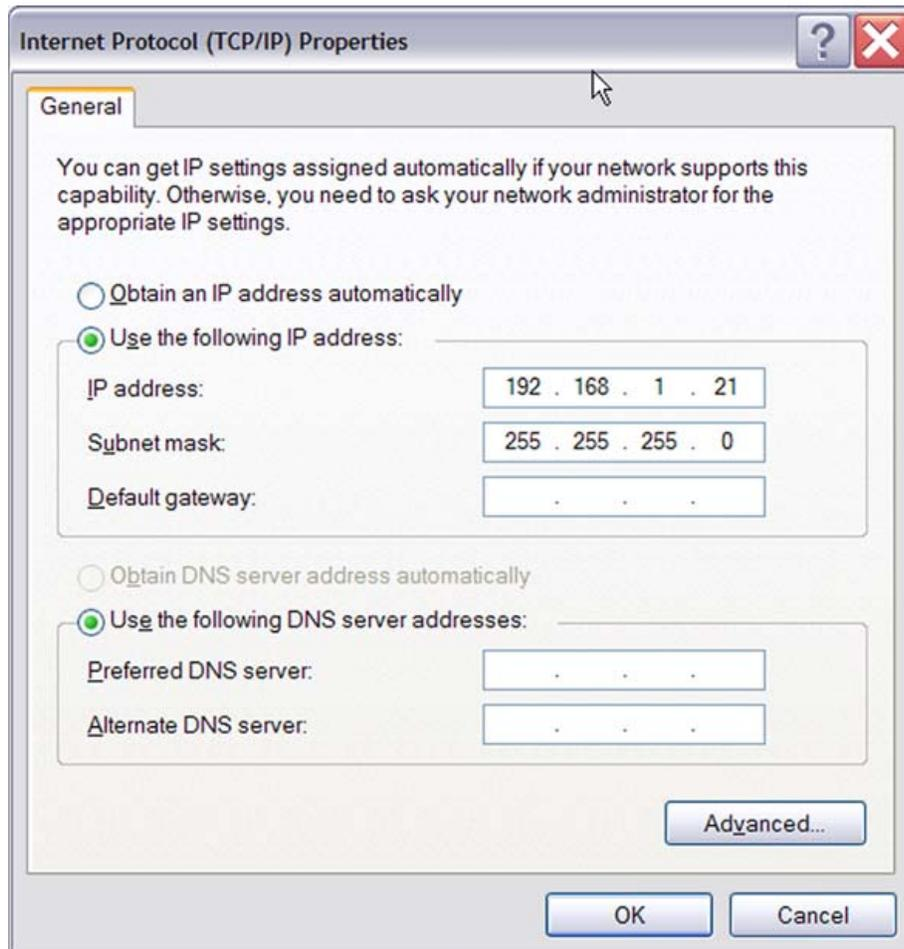 Internet Protocol (TCP/IP) Properties
?
General
You can get IP settings assigned automatically if your network supports this
capability. Otherwise, you need to ask your network administrator for the
appropriate IP settings.
Obtain an IP address automatically
Use the following IP address:
IP address: 192 . 168 . 1 . 21
Subnet mask: 255 . 255 . 255 . 0
Default gateway: . . .
Obtain DNS server address automatically
Use the following DNS server addresses:
Preferred DNS server: . . .
Alternate DNS server: . . .
Advanced...
OK Cancel